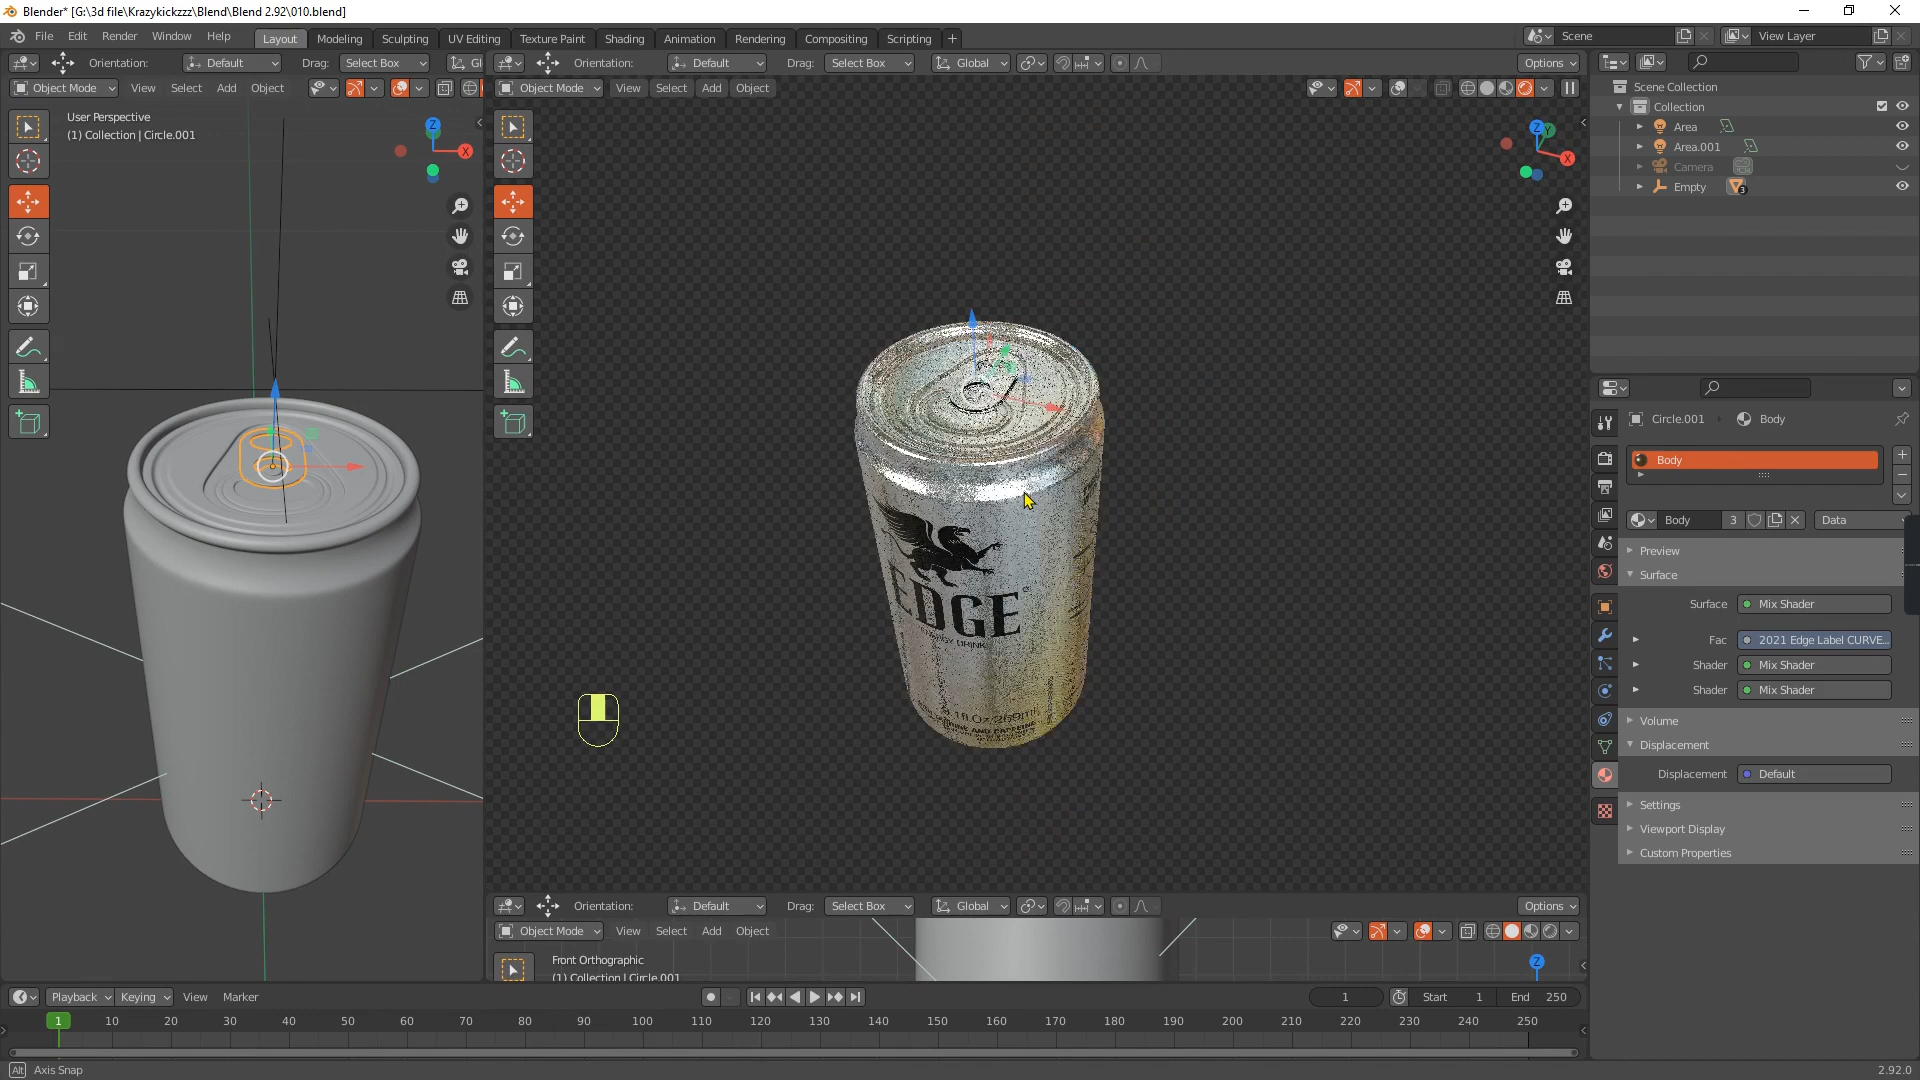 Blender* [G:\3d file\Krazykickzzz\Blend\Blend 2.92\010.blend]
File Edit Render Window Help Layout Modeling Sculpting UV Editing Texture Paint Shading Animation Rendering Compositing Scripting + Scene View Layer
Orientation: Default Drag: Select Box Gl Orientation: Default Drag: Select Box Global Options
Object Mode View Select Add Object Object Mode View Select Add Object
User Perspective
(1) Collection | Circle.001
Z
X
Z
Y
X
Scene Collection
Collection
Area
Area.001
Camera
Empty
3
Circle.001 Body
Body
Body 3 Data
Preview
Surface
Surface Mix Shader
Fac 2021 Edge Label CURVE...
Shader Mix Shader
Shader Mix Shader
Volume
Displacement
Displacement Default
Settings
Viewport Display
Custom Properties
EDGE
ENERGY DRINK
Orientation: Default Drag: Select Box Global Options
Object Mode View Select Add Object
Front Orthographic
(1) Collection | Circle.001
Z
Playback Keying View Marker 1 Start 1 End 250
1 10 20 30 40 50 60 70 80 90 100 110 120 130 140 150 160 170 180 190 200 210 220 230 240 250
Alt Axis Snap 2.92.0